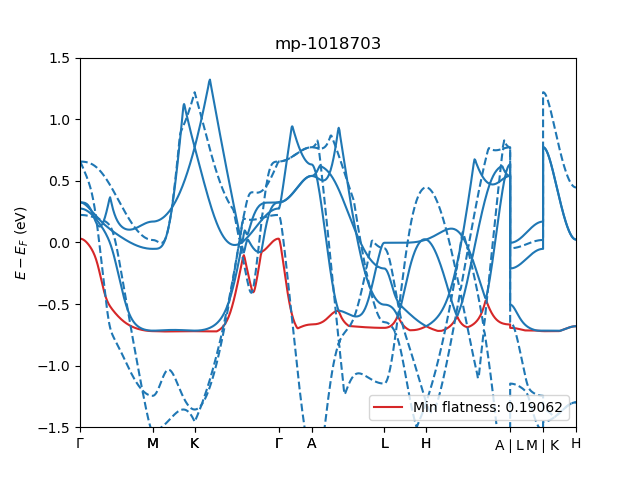 mp-1018703
1.5
1.0
0.5
0.0
−0.5
−1.0
−1.5
E − E_F (eV)
Min flatness: 0.19062
Γ M K Γ A L H A | L M | K H